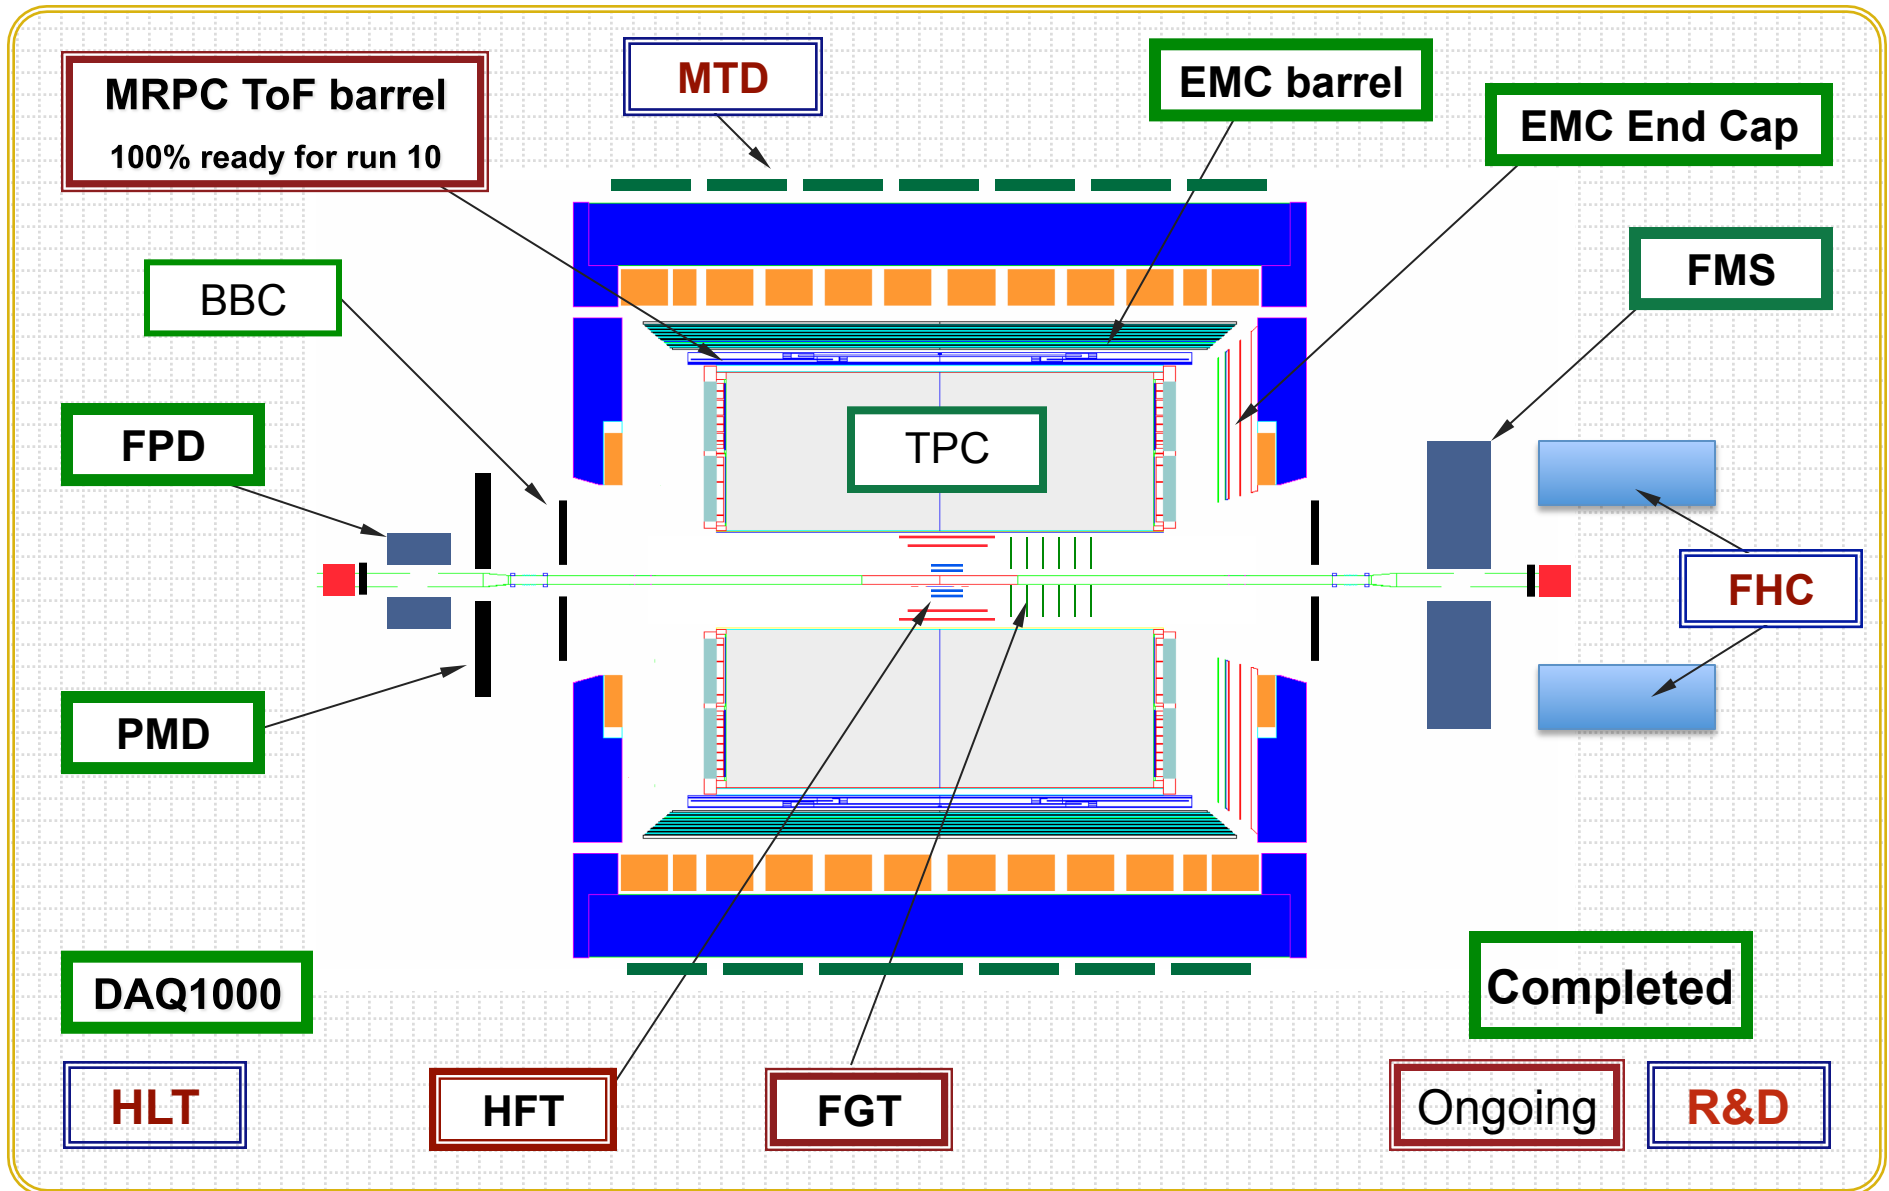 MRPC ToF barrel
100% ready for run 10
MTD
EMC barrel
EMC End Cap
BBC
FMS
FPD
TPC
FHC
PMD
DAQ1000
Completed
HLT
HFT
FGT
Ongoing
R&D